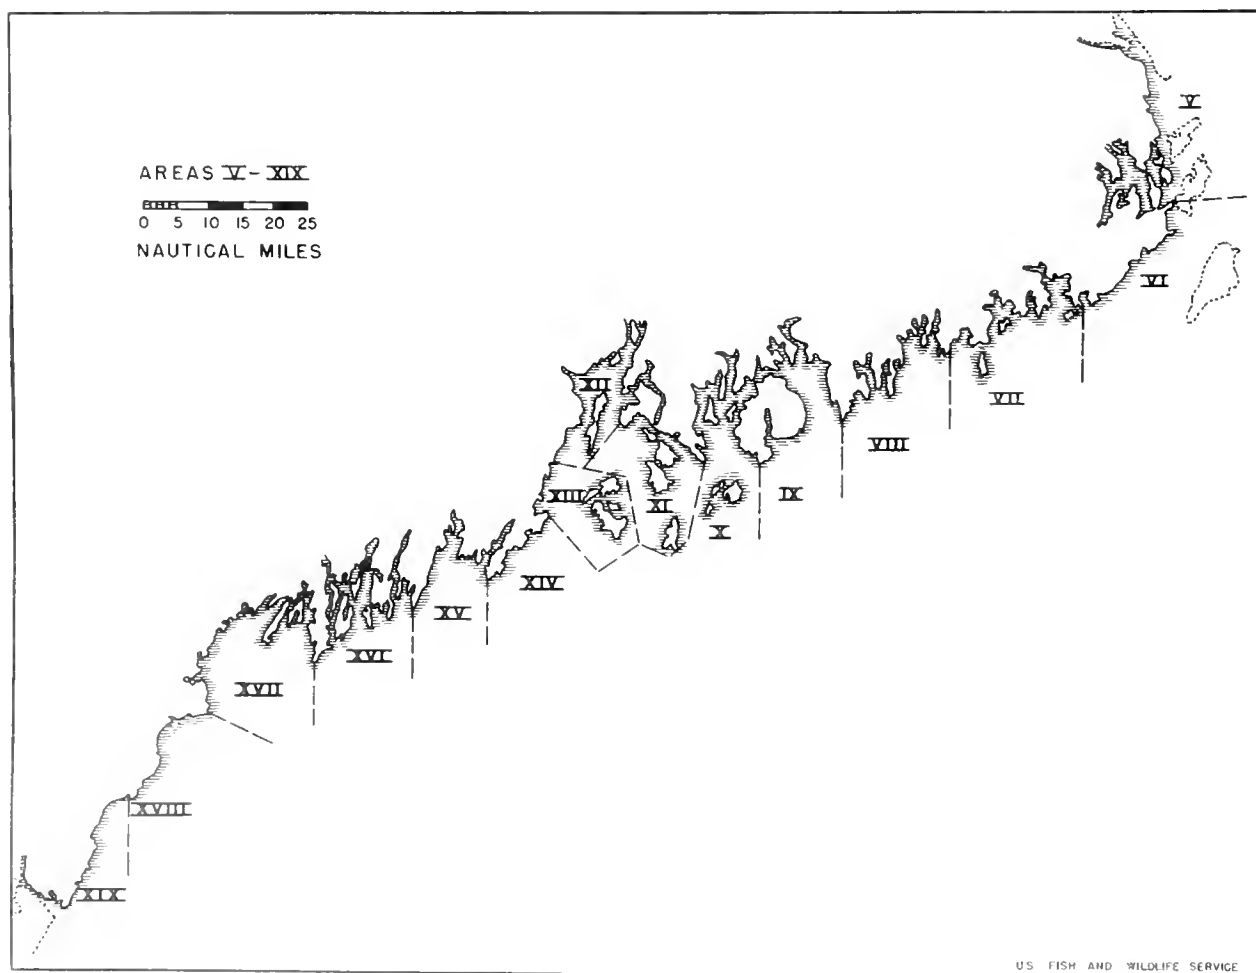 AREAS V - XIX
0 5 10 15 20 25
NAUTICAL MILES
V
VI
VII
VIII
IX
X
XI
XII
XIII
XIV
XV
XVI
XVII
XVIII
XIX
US FISH AND WILDLIFE SERVICE